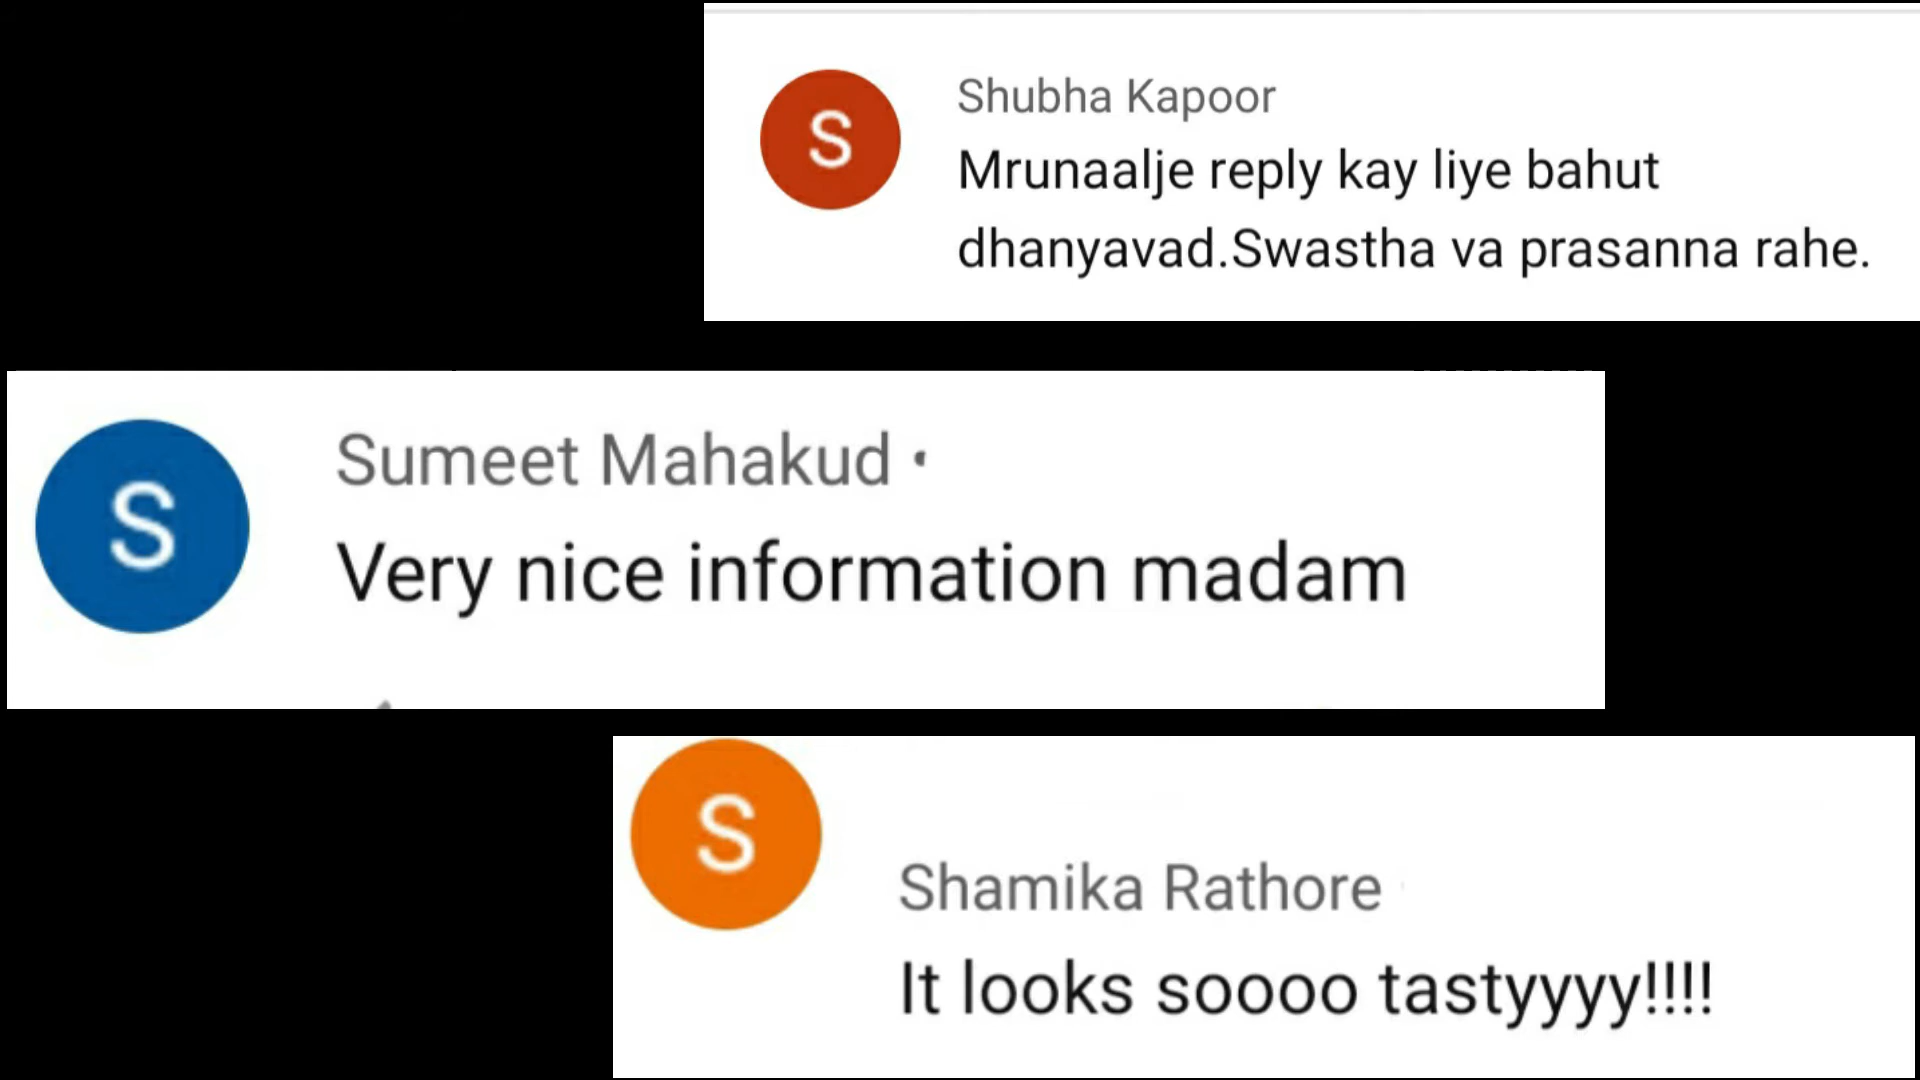 S
Shubha Kapoor
Mrunaalje reply kay liye bahut
dhanyavad.Swastha va prasanna rahe.
S
Sumeet Mahakud •
Very nice information madam
S
Shamika Rathore
It looks soooo tastyyyy!!!!